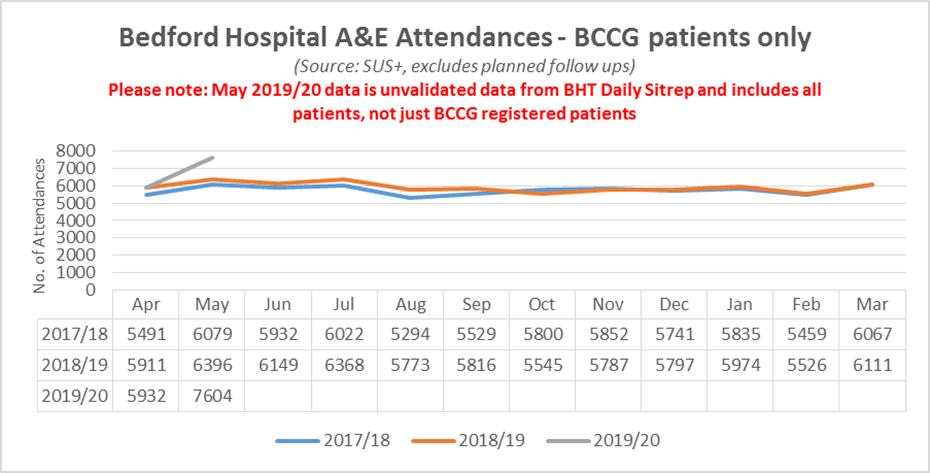 Bedford Hospital A&E Attendances - BCCG patients only
(Source: SUS+, excludes planned follow ups)
Please note: May 2019/20 data is unvalidated data from BHT Daily Sitrep and includes all
patients, not just BCCG registered patients
No. of Attendances
8000
7000
6000
5000
4000
3000
2000
1000
0
Apr May Jun Jul Aug Sep Oct Nov Dec Jan Feb Mar
2017/18 5491 6079 5932 6022 5294 5529 5800 5852 5741 5835 5459 6067
2018/19 5911 6396 6149 6368 5773 5816 5545 5787 5797 5974 5526 6111
2019/20 5932 7604
2017/18 2018/19 2019/20